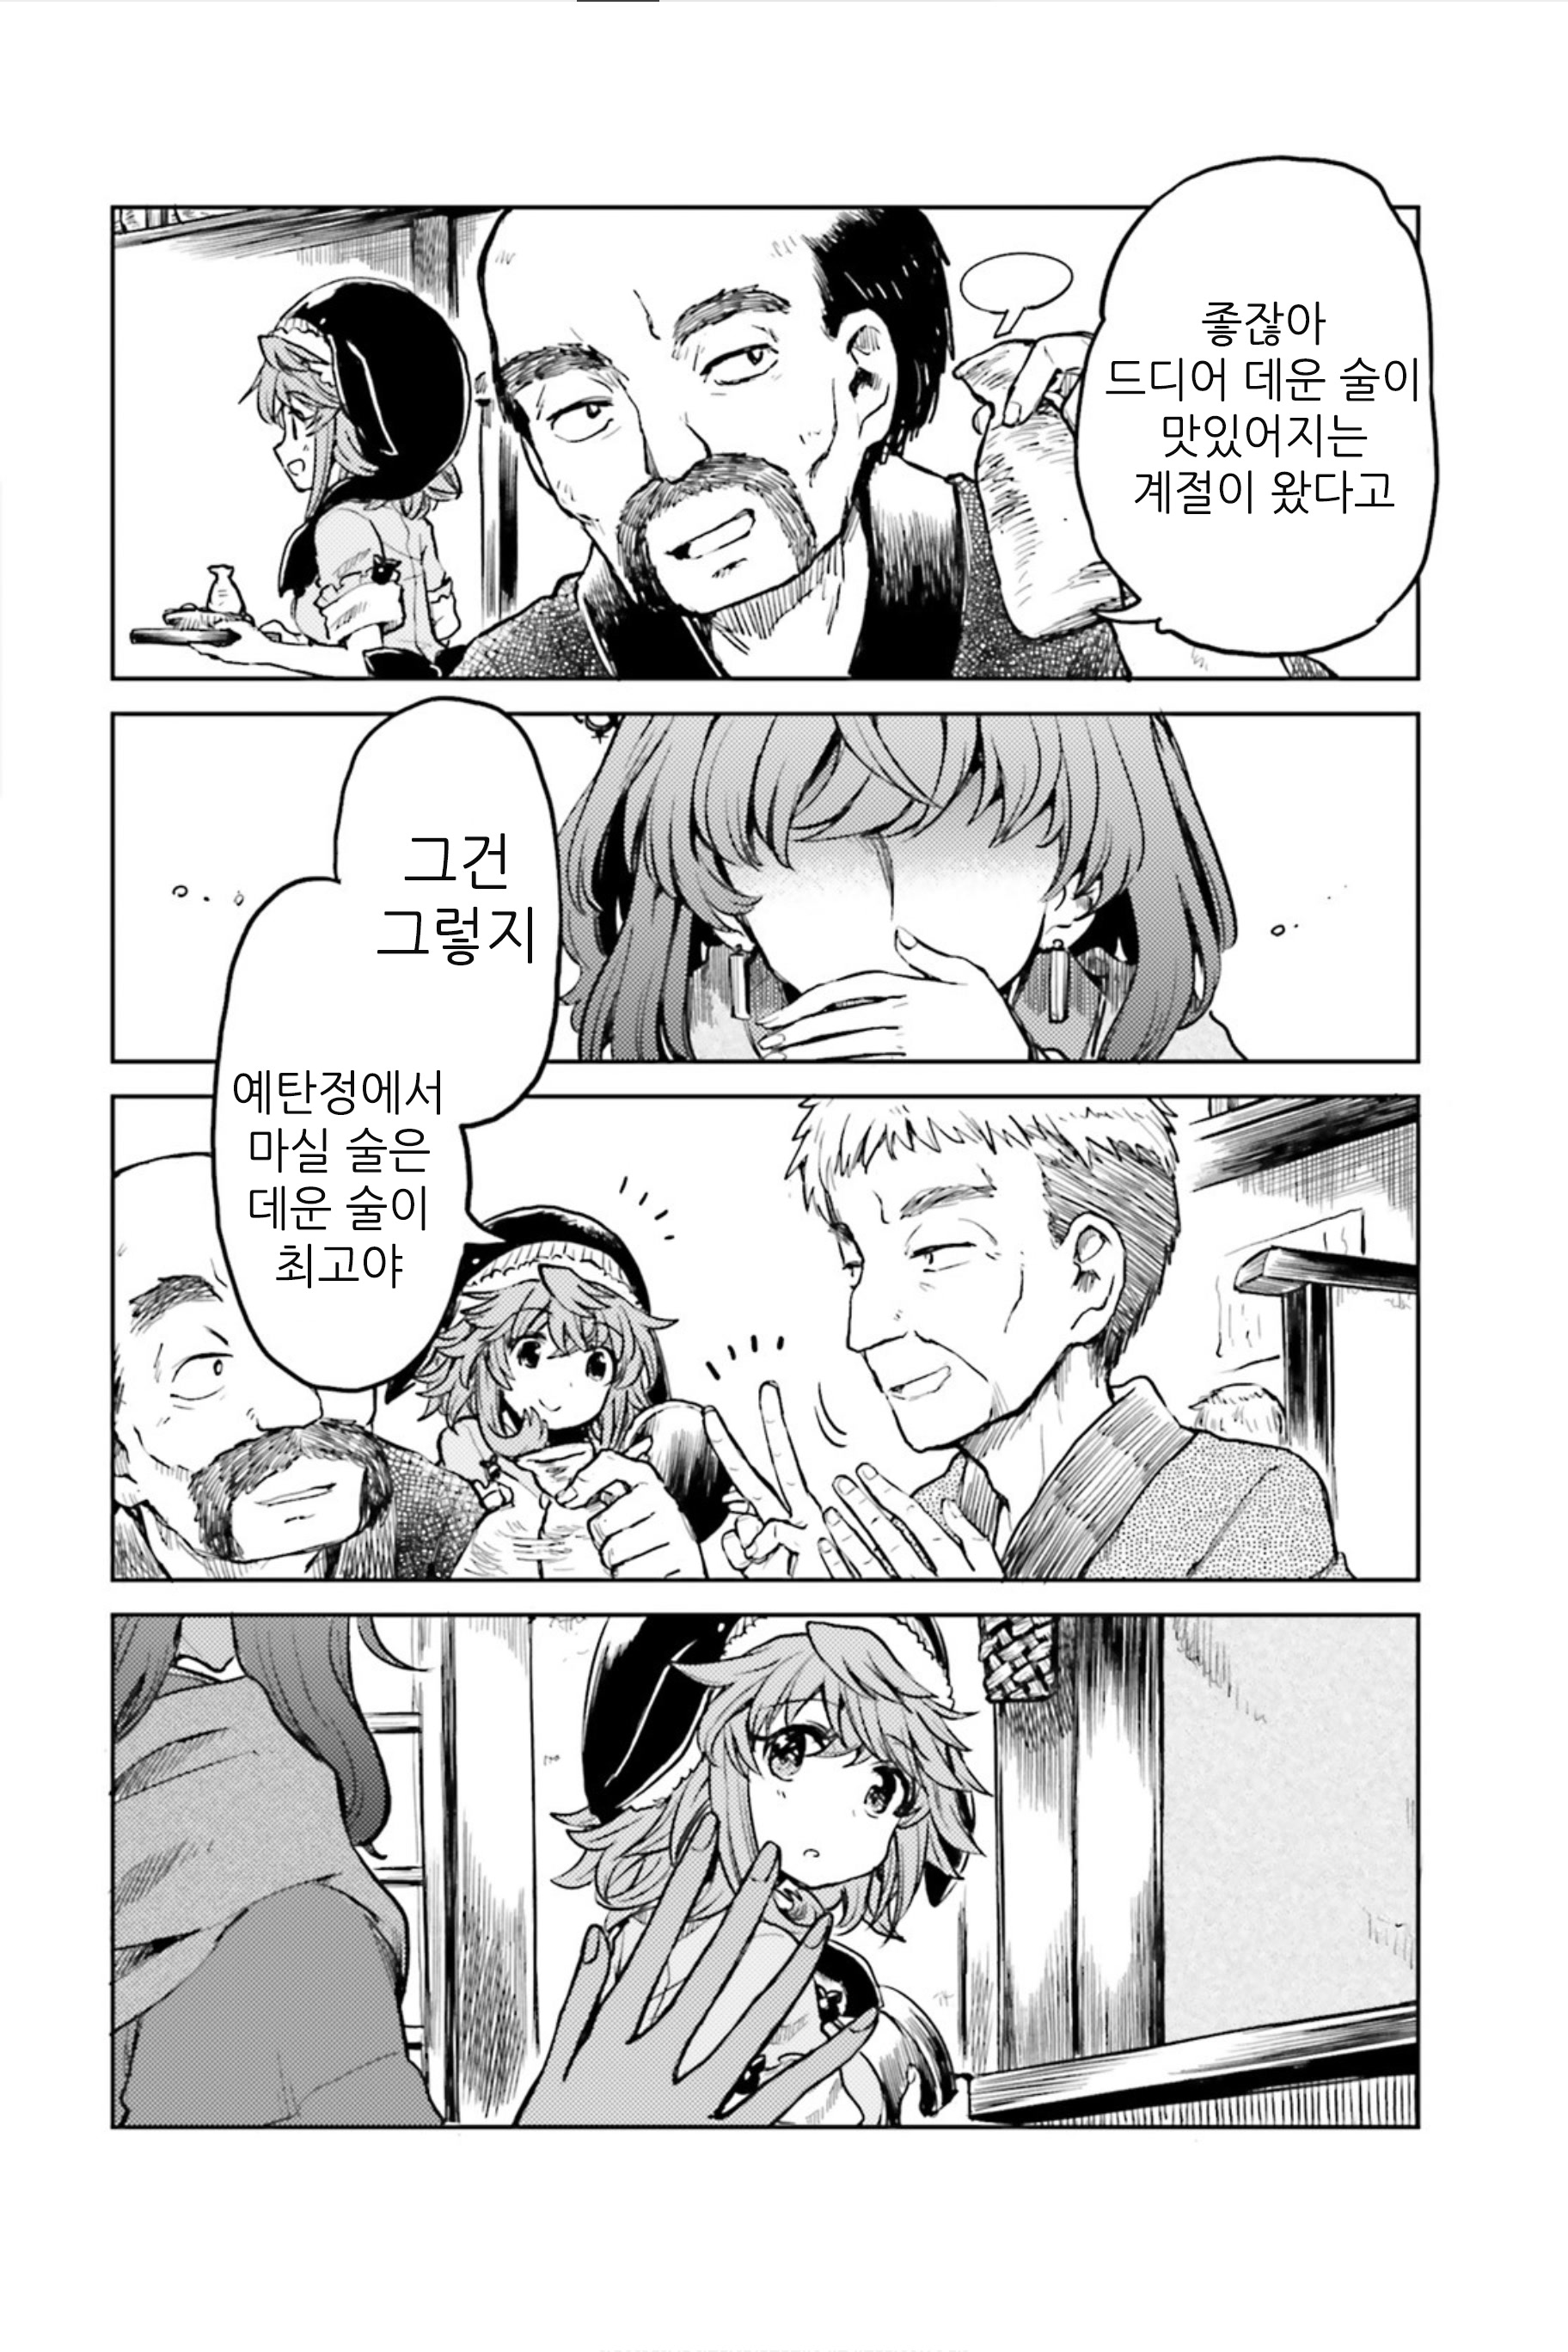 좋잖아
드디어 데운 술이
맛있어지는
계절이 왔다고
그건
그렇지
예탄정에서
마실 술은
데운 술이
최고야